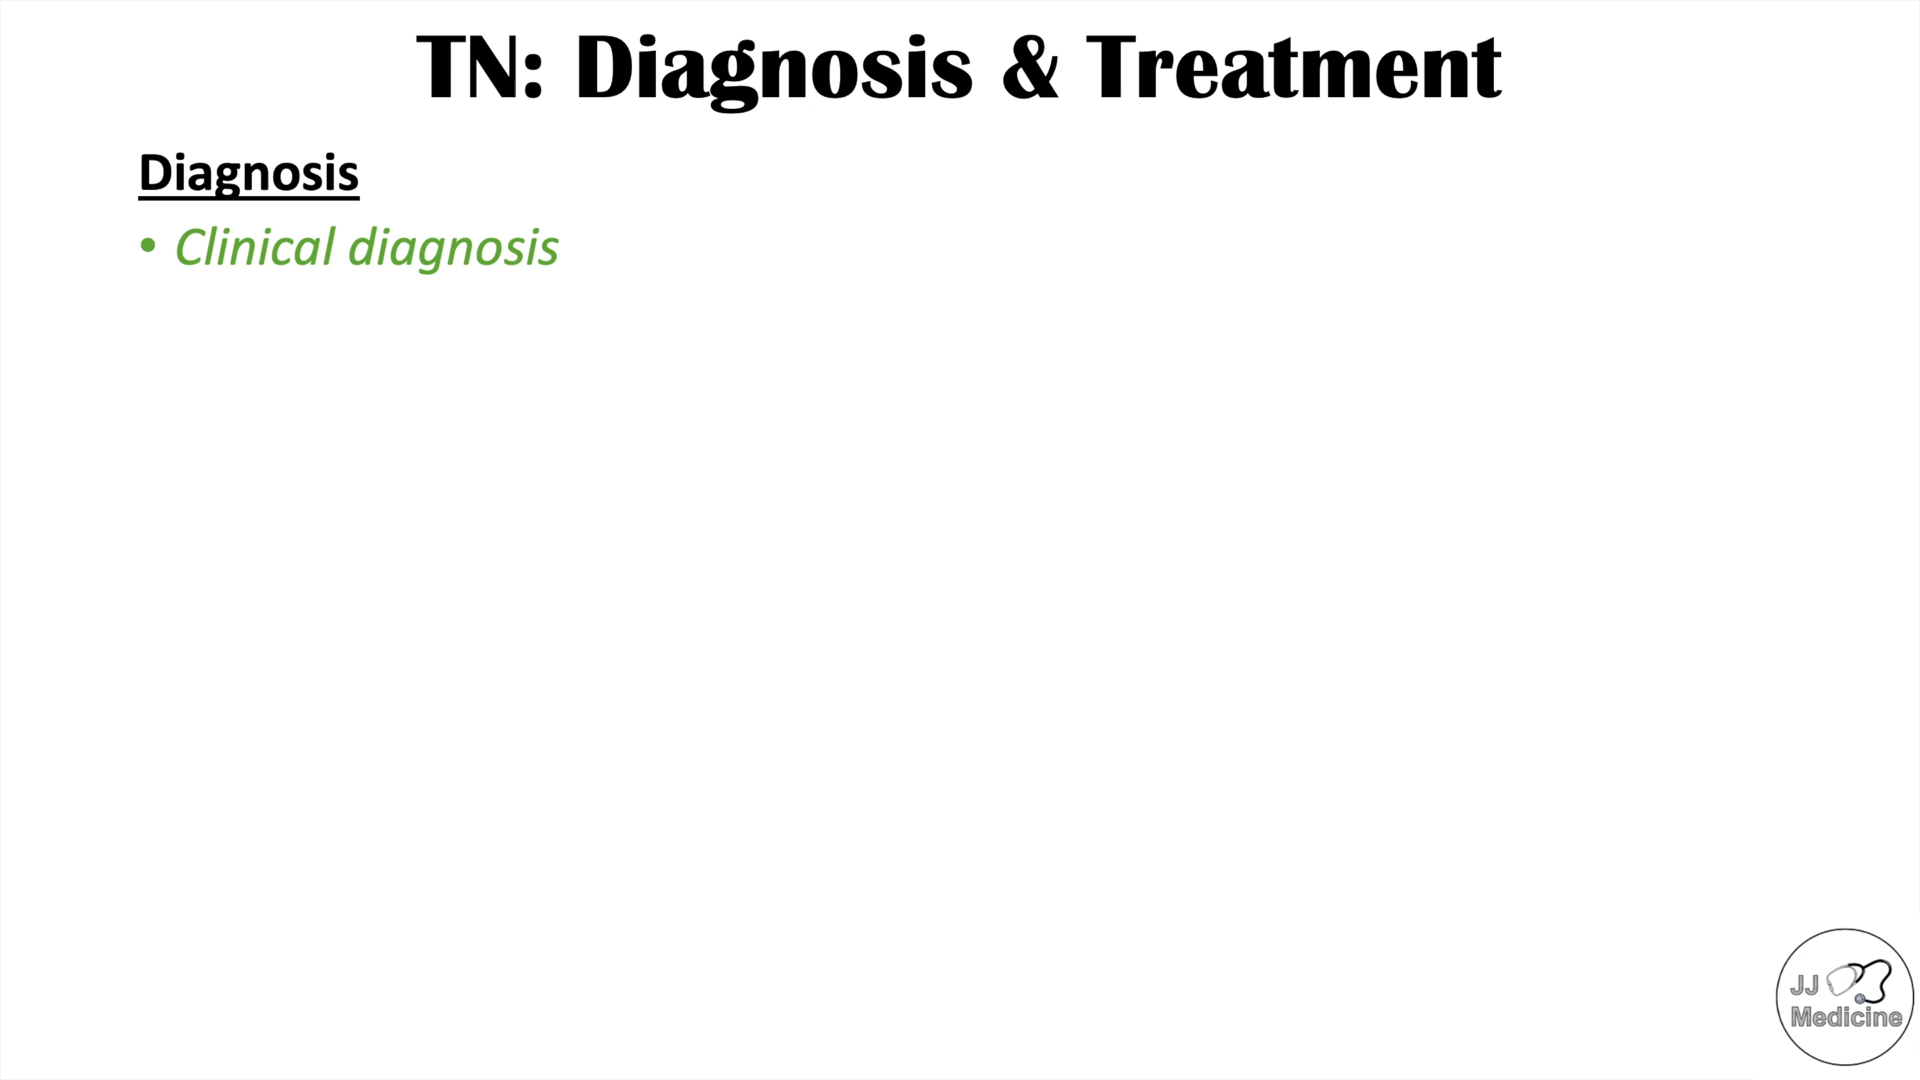 TN: Diagnosis & Treatment
Diagnosis
• Clinical diagnosis
JJ
Medicine